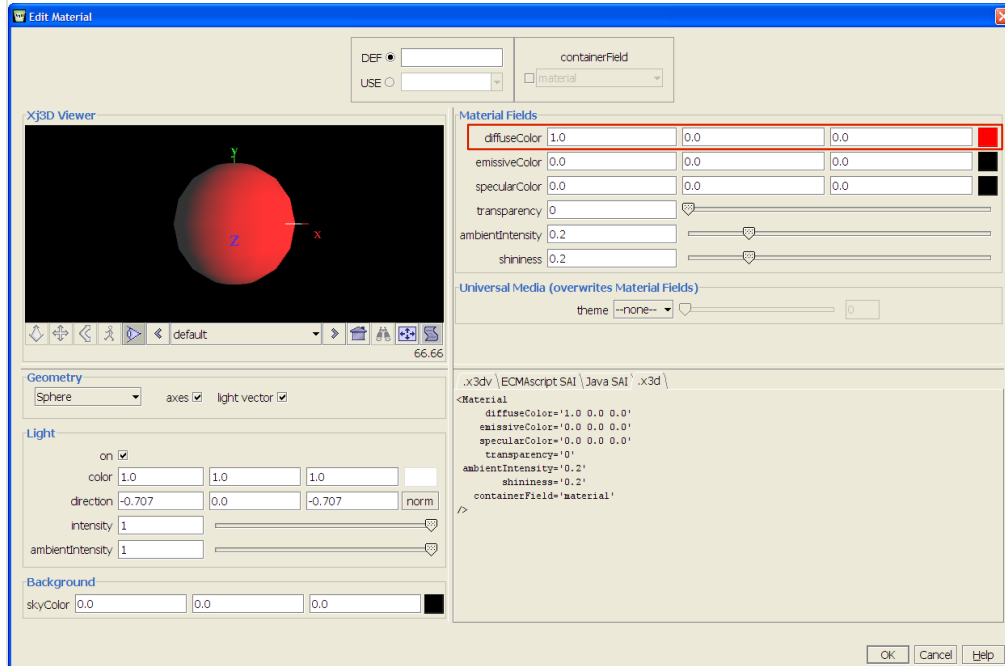 Edit Material
DEF
USE
containerField
material
Xj3D Viewer
y
x
Z
default
66.66
Material Fields
diffuseColor 1.0 0.0 0.0
emissiveColor 0.0 0.0 0.0
specularColor 0.0 0.0 0.0
transparency 0
ambientIntensity 0.2
shininess 0.2
Universal Media (overwrites Material Fields)
theme --none-- 0
Geometry
Sphere axes light vector
Light
on
color 1.0 1.0 1.0
direction -0.707 0.0 -0.707 norm
intensity 1
ambientIntensity 1
Background
skyColor 0.0 0.0 0.0
.x3dv ECMAscript SAI Java SAI .x3d
<Material
diffuseColor='1.0 0.0 0.0'
emissiveColor='0.0 0.0 0.0'
specularColor='0.0 0.0 0.0'
transparency='0'
ambientIntensity='0.2'
shininess='0.2'
containerField='material'
/>
OK Cancel Help